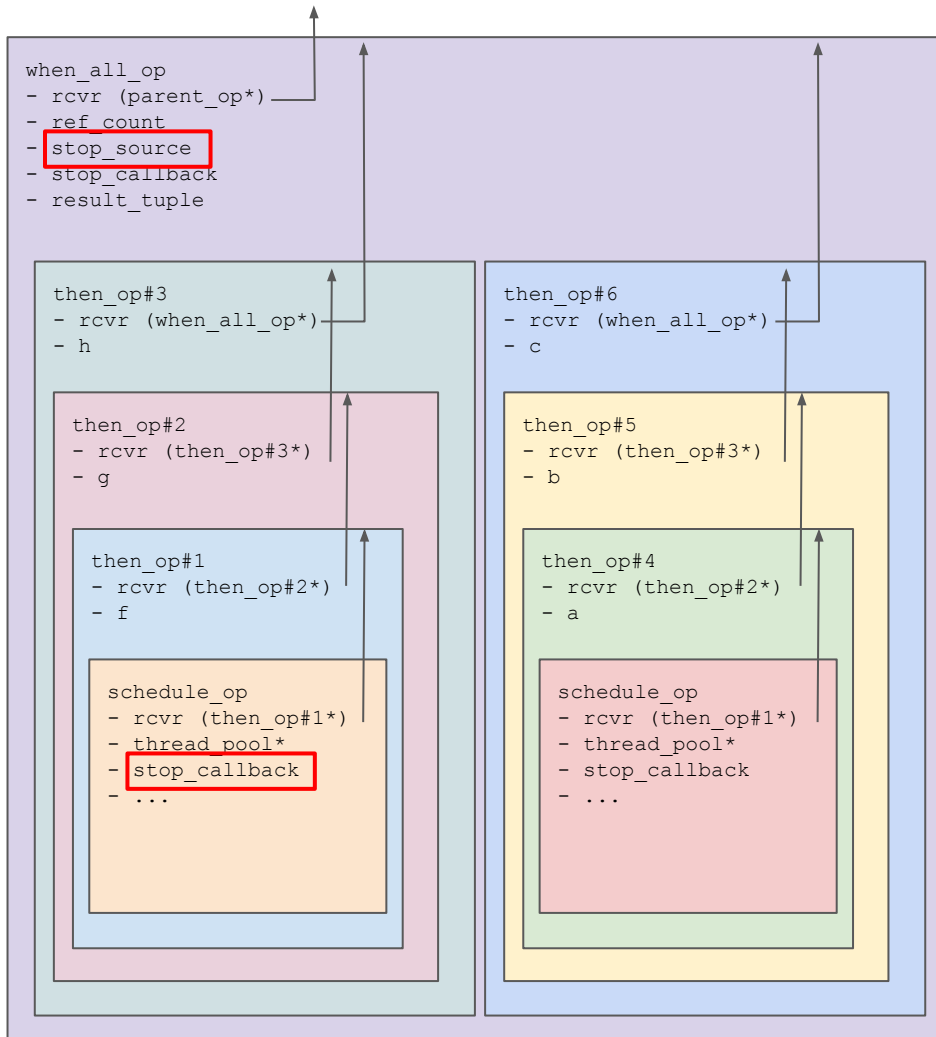 when_all_op
- rcvr (parent_op*)
- ref_count
- stop_source
- stop_callback
- result_tuple
then_op#3
- rcvr (when_all_op*)
- h
then_op#2
- rcvr (then_op#3*)
- g
then_op#1
- rcvr (then_op#2*)
- f
schedule_op
- rcvr (then_op#1*)
- thread_pool*
- stop_callback
- ...
then_op#6
- rcvr (when_all_op*)
- c
then_op#5
- rcvr (then_op#3*)
- b
then_op#4
- rcvr (then_op#2*)
- a
schedule_op
- rcvr (then_op#1*)
- thread_pool*
- stop_callback
- ...